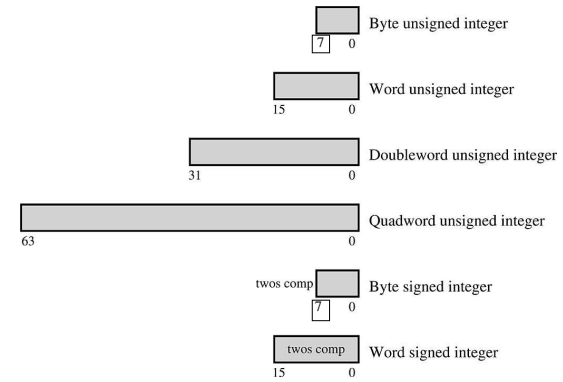 Byte unsigned integer
7 0
Word unsigned integer
15 0
Doubleword unsigned integer
31 0
Quadword unsigned integer
63 0
twos comp Byte signed integer
7 0
twos comp Word signed integer
15 0